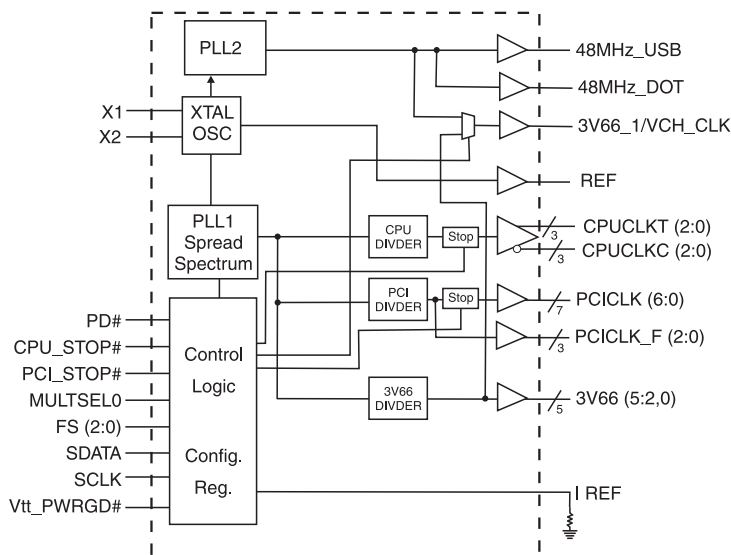 PLL2
48MHz_USB
48MHz_DOT
X1
X2
XTAL
OSC
3V66_1/VCH_CLK
REF
PLL1
Spread
Spectrum
CPU
DIVDER
Stop
3
CPUCLKT (2:0)
3
CPUCLKC (2:0)
PCI
DIVDER
Stop
7
PCICLK (6:0)
3
PCICLK_F (2:0)
PD#
CPU_STOP#
PCI_STOP#
MULTSEL0
FS (2:0)
SDATA
SCLK
Vtt_PWRGD#
Control
Logic
Config.
Reg.
3V66
DIVDER
5
3V66 (5:2,0)
I REF